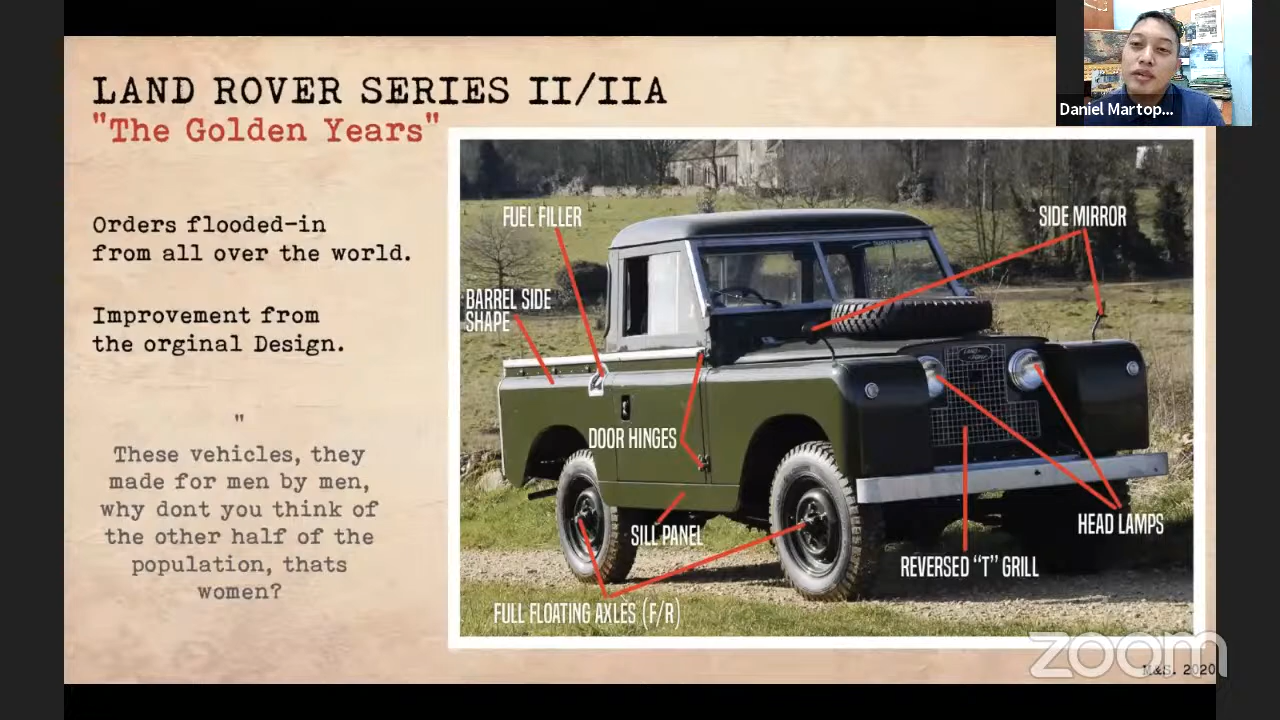 LAND ROVER SERIES II/IIA
"The Golden Years"
Daniel Martop...
Orders flooded-in
from all over the world.
Improvement from
the orginal Design.
"
These vehicles, they
made for men by men,
why dont you think of
the other half of the
population, thats
women?
FUEL FILLER
SIDE MIRROR
BARREL SIDE
SHAPE
DOOR HINGES
SILL PANEL
HEAD LAMPS
REVERSED “T” GRILL
FULL FLOATING AXLES (F/R)
zoom
M&S. 2020